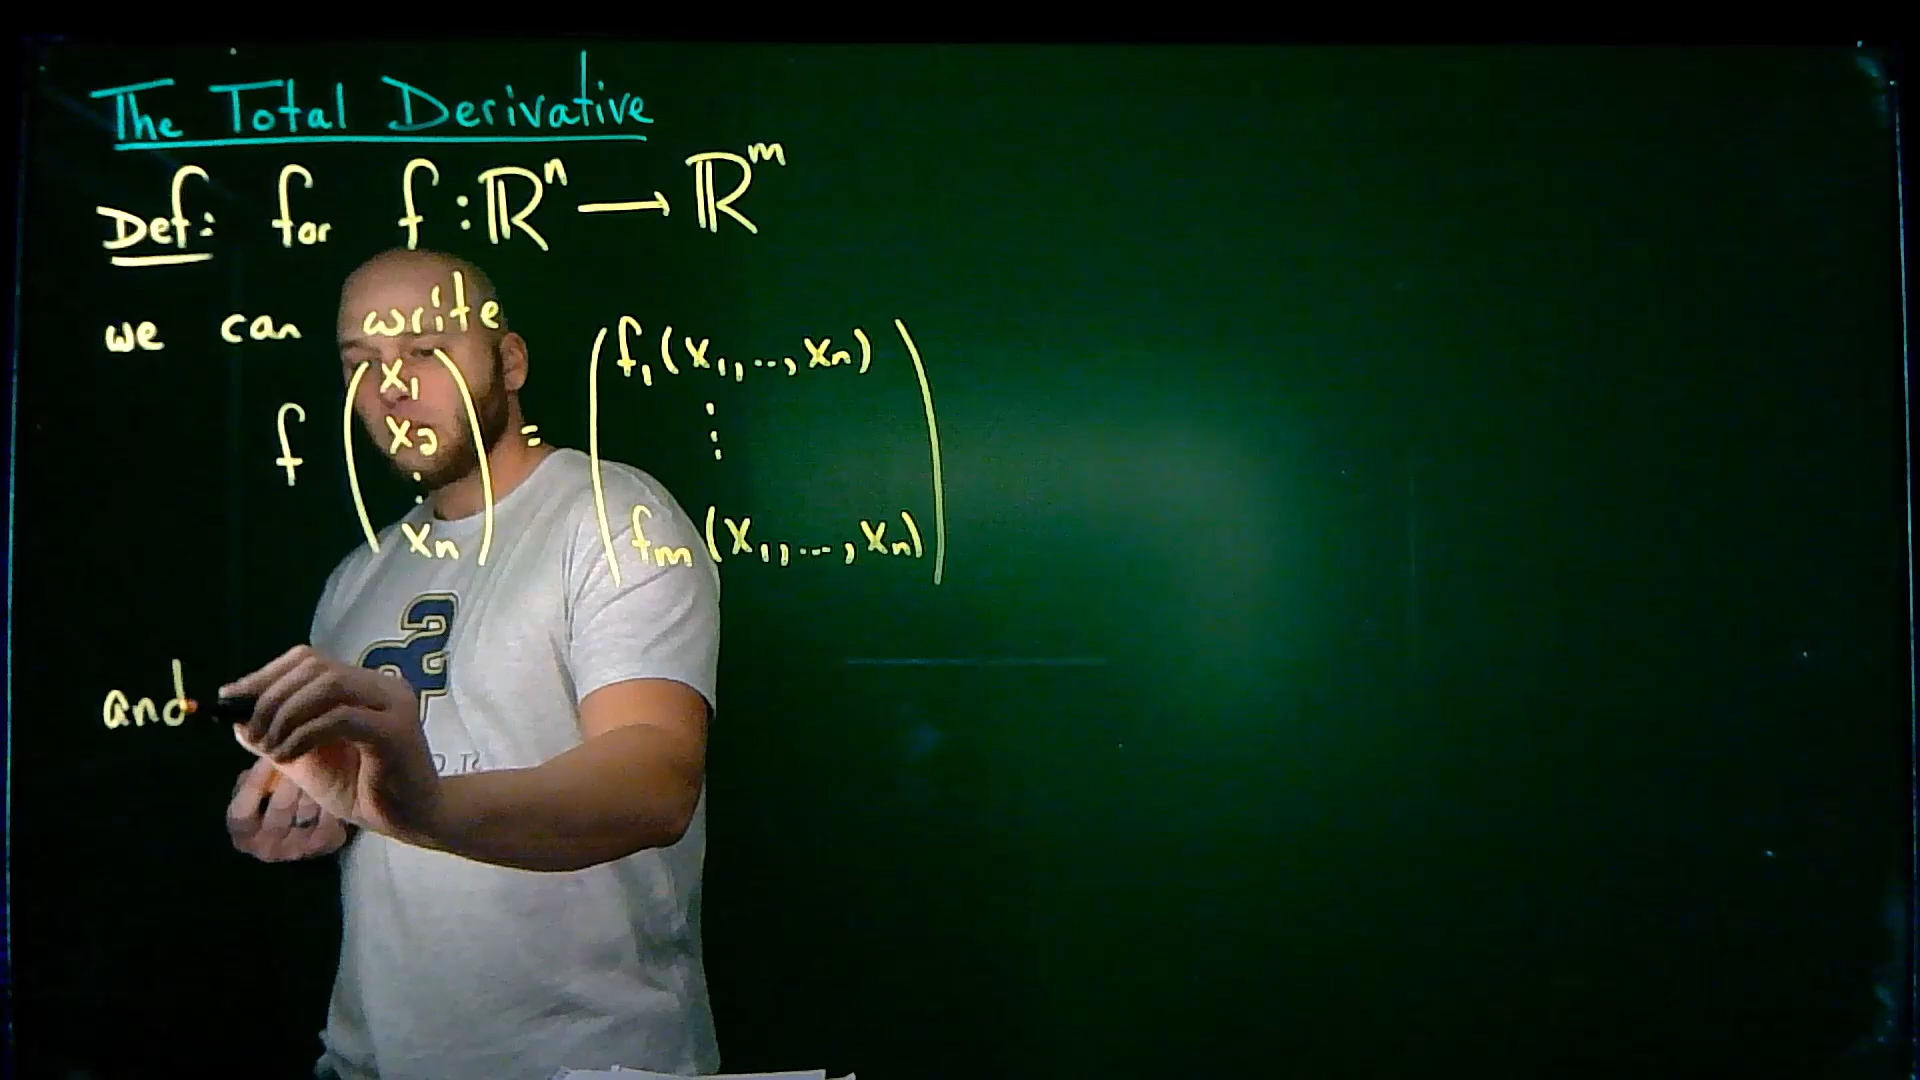 The Total Derivative
Def: for f : ℝⁿ ⟶ ℝᵐ
we can write
f (x₁ x₂ ⋮ xₙ) = (f₁(x₁,..,xₙ) ⋮ fₘ(x₁,...,xₙ))
and